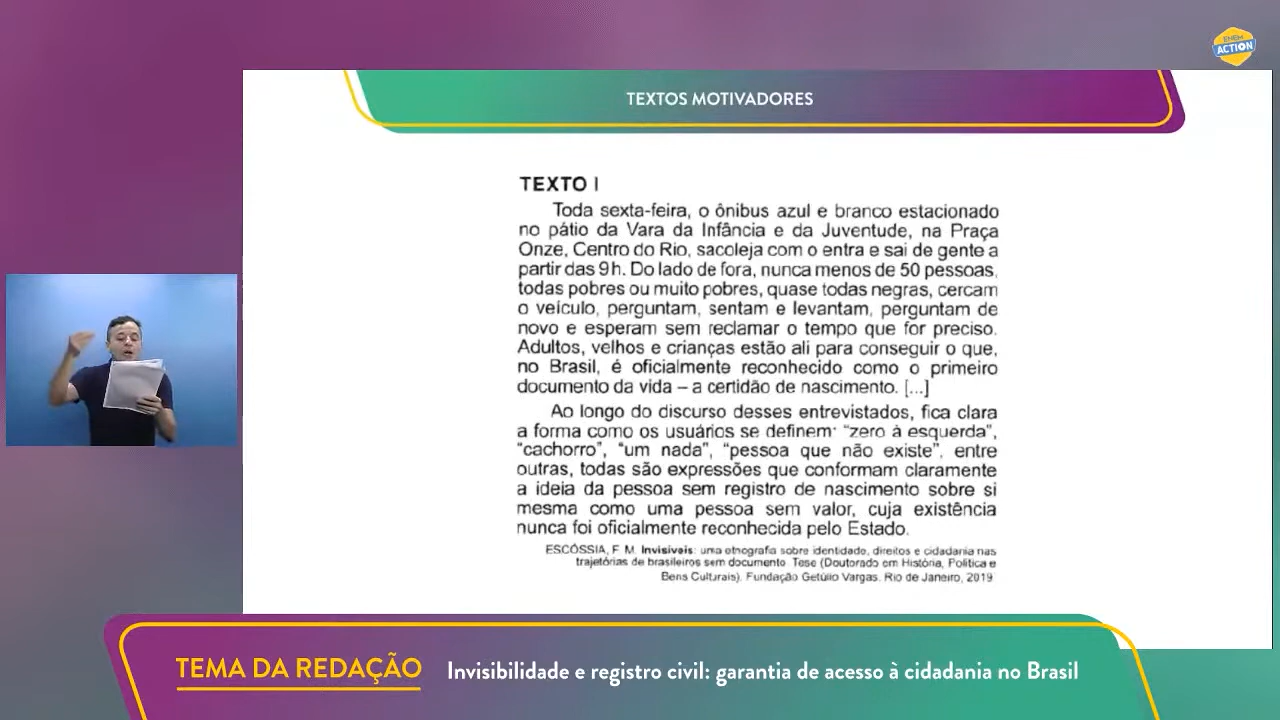 ENEM
ACTION
TEXTOS MOTIVADORES
TEXTO I
Toda sexta-feira, o ônibus azul e branco estacionado
no pátio da Vara da Infância e da Juventude, na Praça
Onze, Centro do Rio, sacoleja com o entra e sai de gente a
partir das 9h. Do lado de fora, nunca menos de 50 pessoas,
todas pobres ou muito pobres, quase todas negras, cercam
o veículo, perguntam, sentam e levantam, perguntam de
novo e esperam sem reclamar o tempo que for preciso.
Adultos, velhos e crianças estão ali para conseguir o que,
no Brasil, é oficialmente reconhecido como o primeiro
documento da vida – a certidão de nascimento. [...]
Ao longo do discurso desses entrevistados, fica clara
a forma como os usuários se definem: “zero à esquerda”,
“cachorro”, “um nada”, “pessoa que não existe”, entre
outras, todas são expressões que conformam claramente
a ideia da pessoa sem registro de nascimento sobre si
mesma como uma pessoa sem valor, cuja existência
nunca foi oficialmente reconhecida pelo Estado.
ESCÓSSIA, F. M. Invisíveis: uma etnografia sobre identidade, direitos e cidadania nas
trajetórias de brasileiros sem documento. Tese (Doutorado em História, Política e
Bens Culturais). Fundação Getúlio Vargas. Rio de Janeiro, 2019
TEMA DA REDAÇÃO Invisibilidade e registro civil: garantia de acesso à cidadania no Brasil